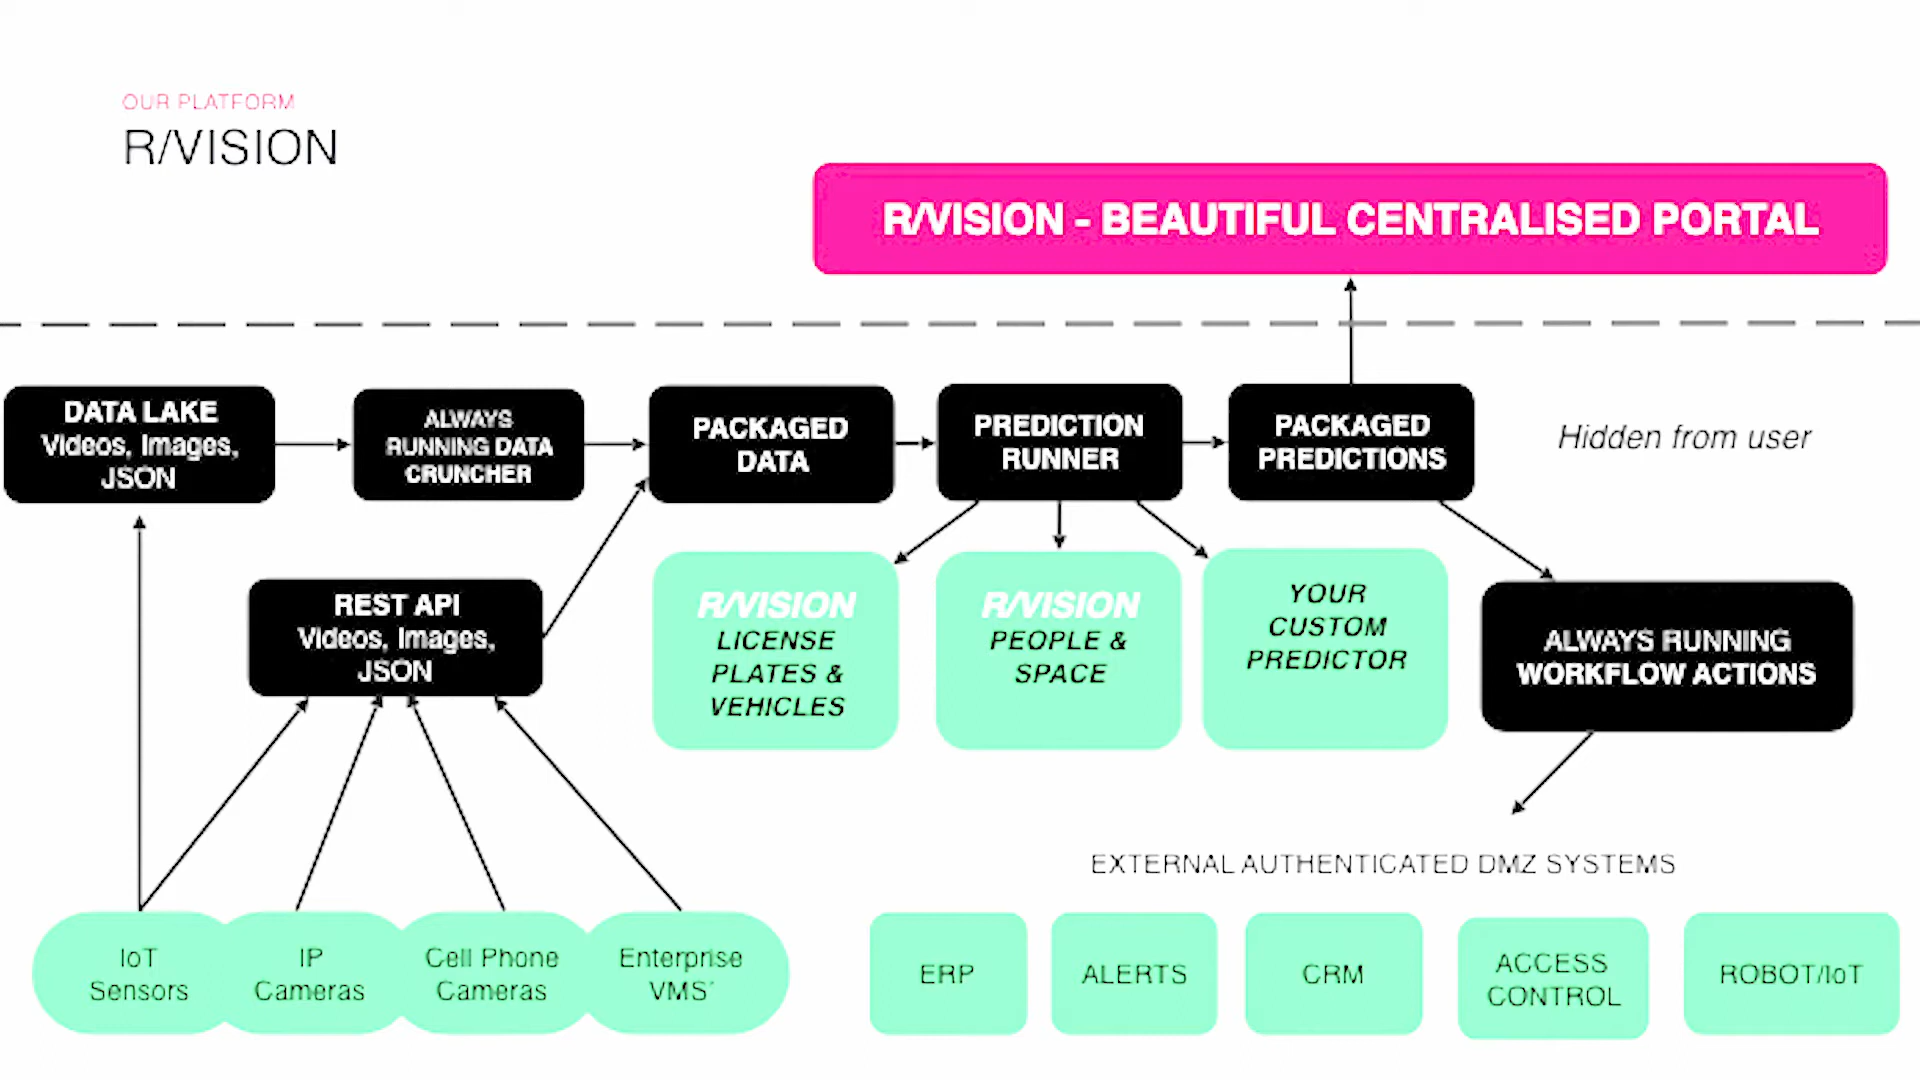 OUR PLATFORM
R/VISION
R/VISION - BEAUTIFUL CENTRALISED PORTAL
DATA LAKE
Videos, Images,
JSON
ALWAYS
RUNNING DATA
CRUNCHER
PACKAGED
DATA
PREDICTION
RUNNER
PACKAGED
PREDICTIONS
Hidden from user
REST API
Videos, Images,
JSON
R/VISION
LICENSE
PLATES &
VEHICLES
R/VISION
PEOPLE &
SPACE
YOUR
CUSTOM
PREDICTOR
ALWAYS RUNNING
WORKFLOW ACTIONS
EXTERNAL AUTHENTICATED DMZ SYSTEMS
IoT
Sensors
IP
Cameras
Cell Phone
Cameras
Enterprise
VMS'
ERP
ALERTS
CRM
ACCESS
CONTROL
ROBOT/IoT